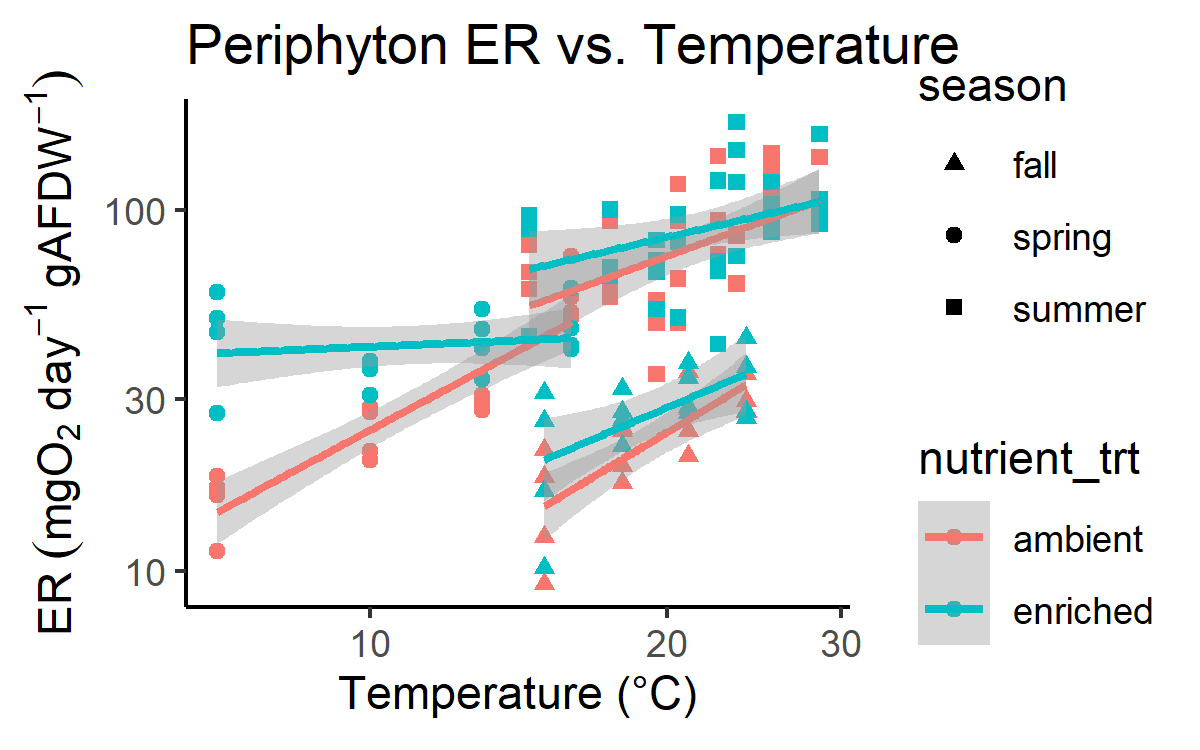 Periphyton ER vs. Temperature
ER (mgO₂ day⁻¹ gAFDW⁻¹)
100
30
10
10
20
30
Temperature (°C)
season
fall
spring
summer
nutrient_trt
ambient
enriched